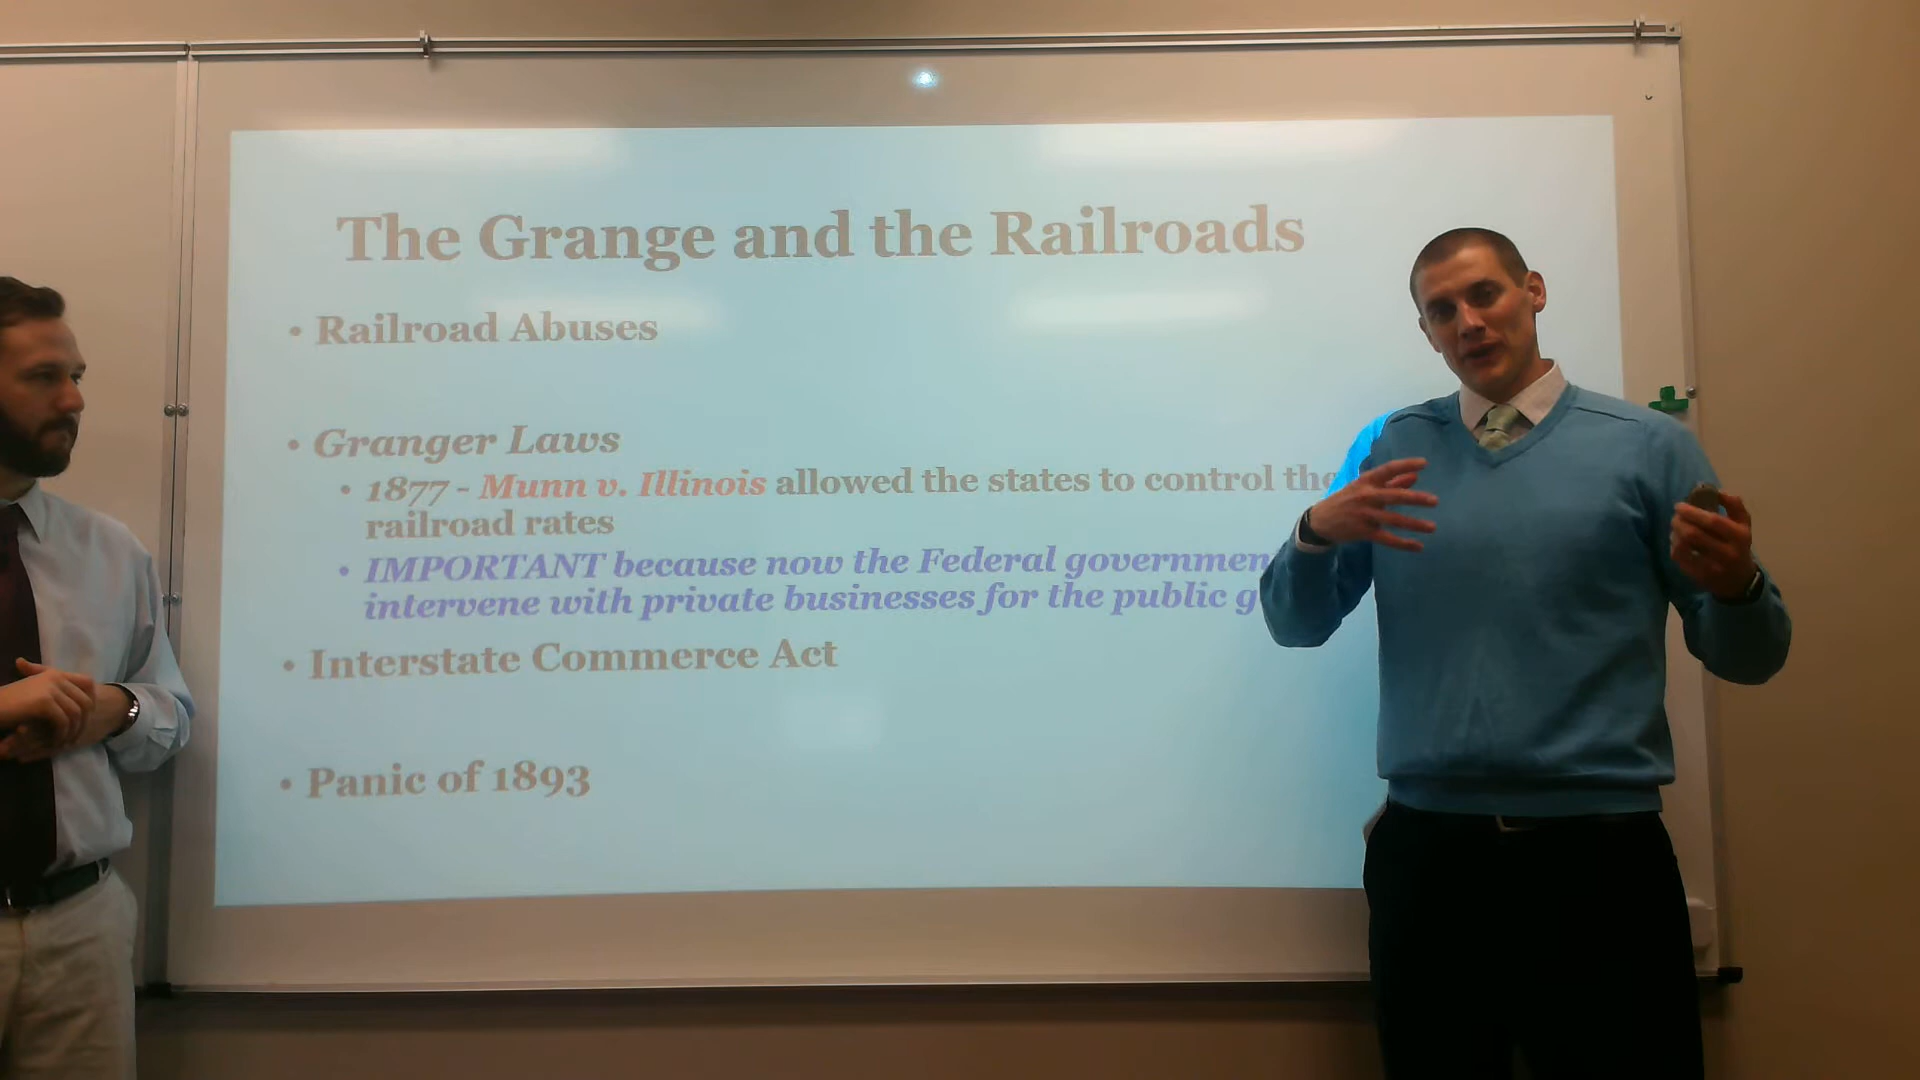 The Grange and the Railroads
• Railroad Abuses
• Granger Laws
• 1877 - Munn v. Illinois allowed the states to control the
railroad rates
• IMPORTANT because now the Federal governmen
intervene with private businesses for the public g
• Interstate Commerce Act
• Panic of 1893